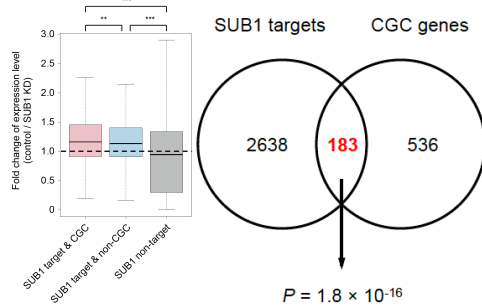 SUB1 targets CGC genes
***
** ***
Fold change of expression level
(control / SUB1 KD)
3.0
2.5
2.0
1.5
1.0
0.5
0
2638 183 536
SUB1 target & CGC
SUB1 target & non-CGC
SUB1 non-target
P = 1.8 × 10-16